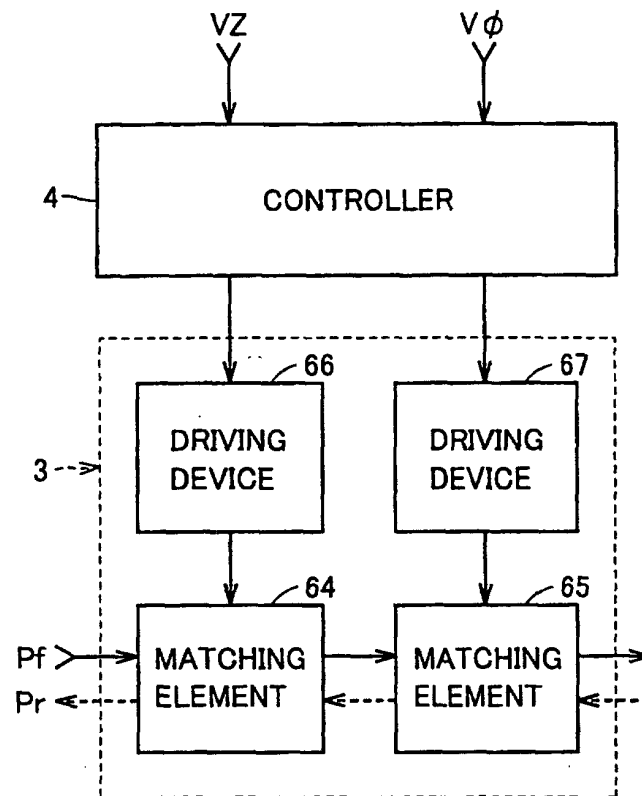 VZ Vφ
4
CONTROLLER
66 67
DRIVING DEVICE
DRIVING DEVICE
3
64 65
Pf
MATCHING ELEMENT
MATCHING ELEMENT
Pr